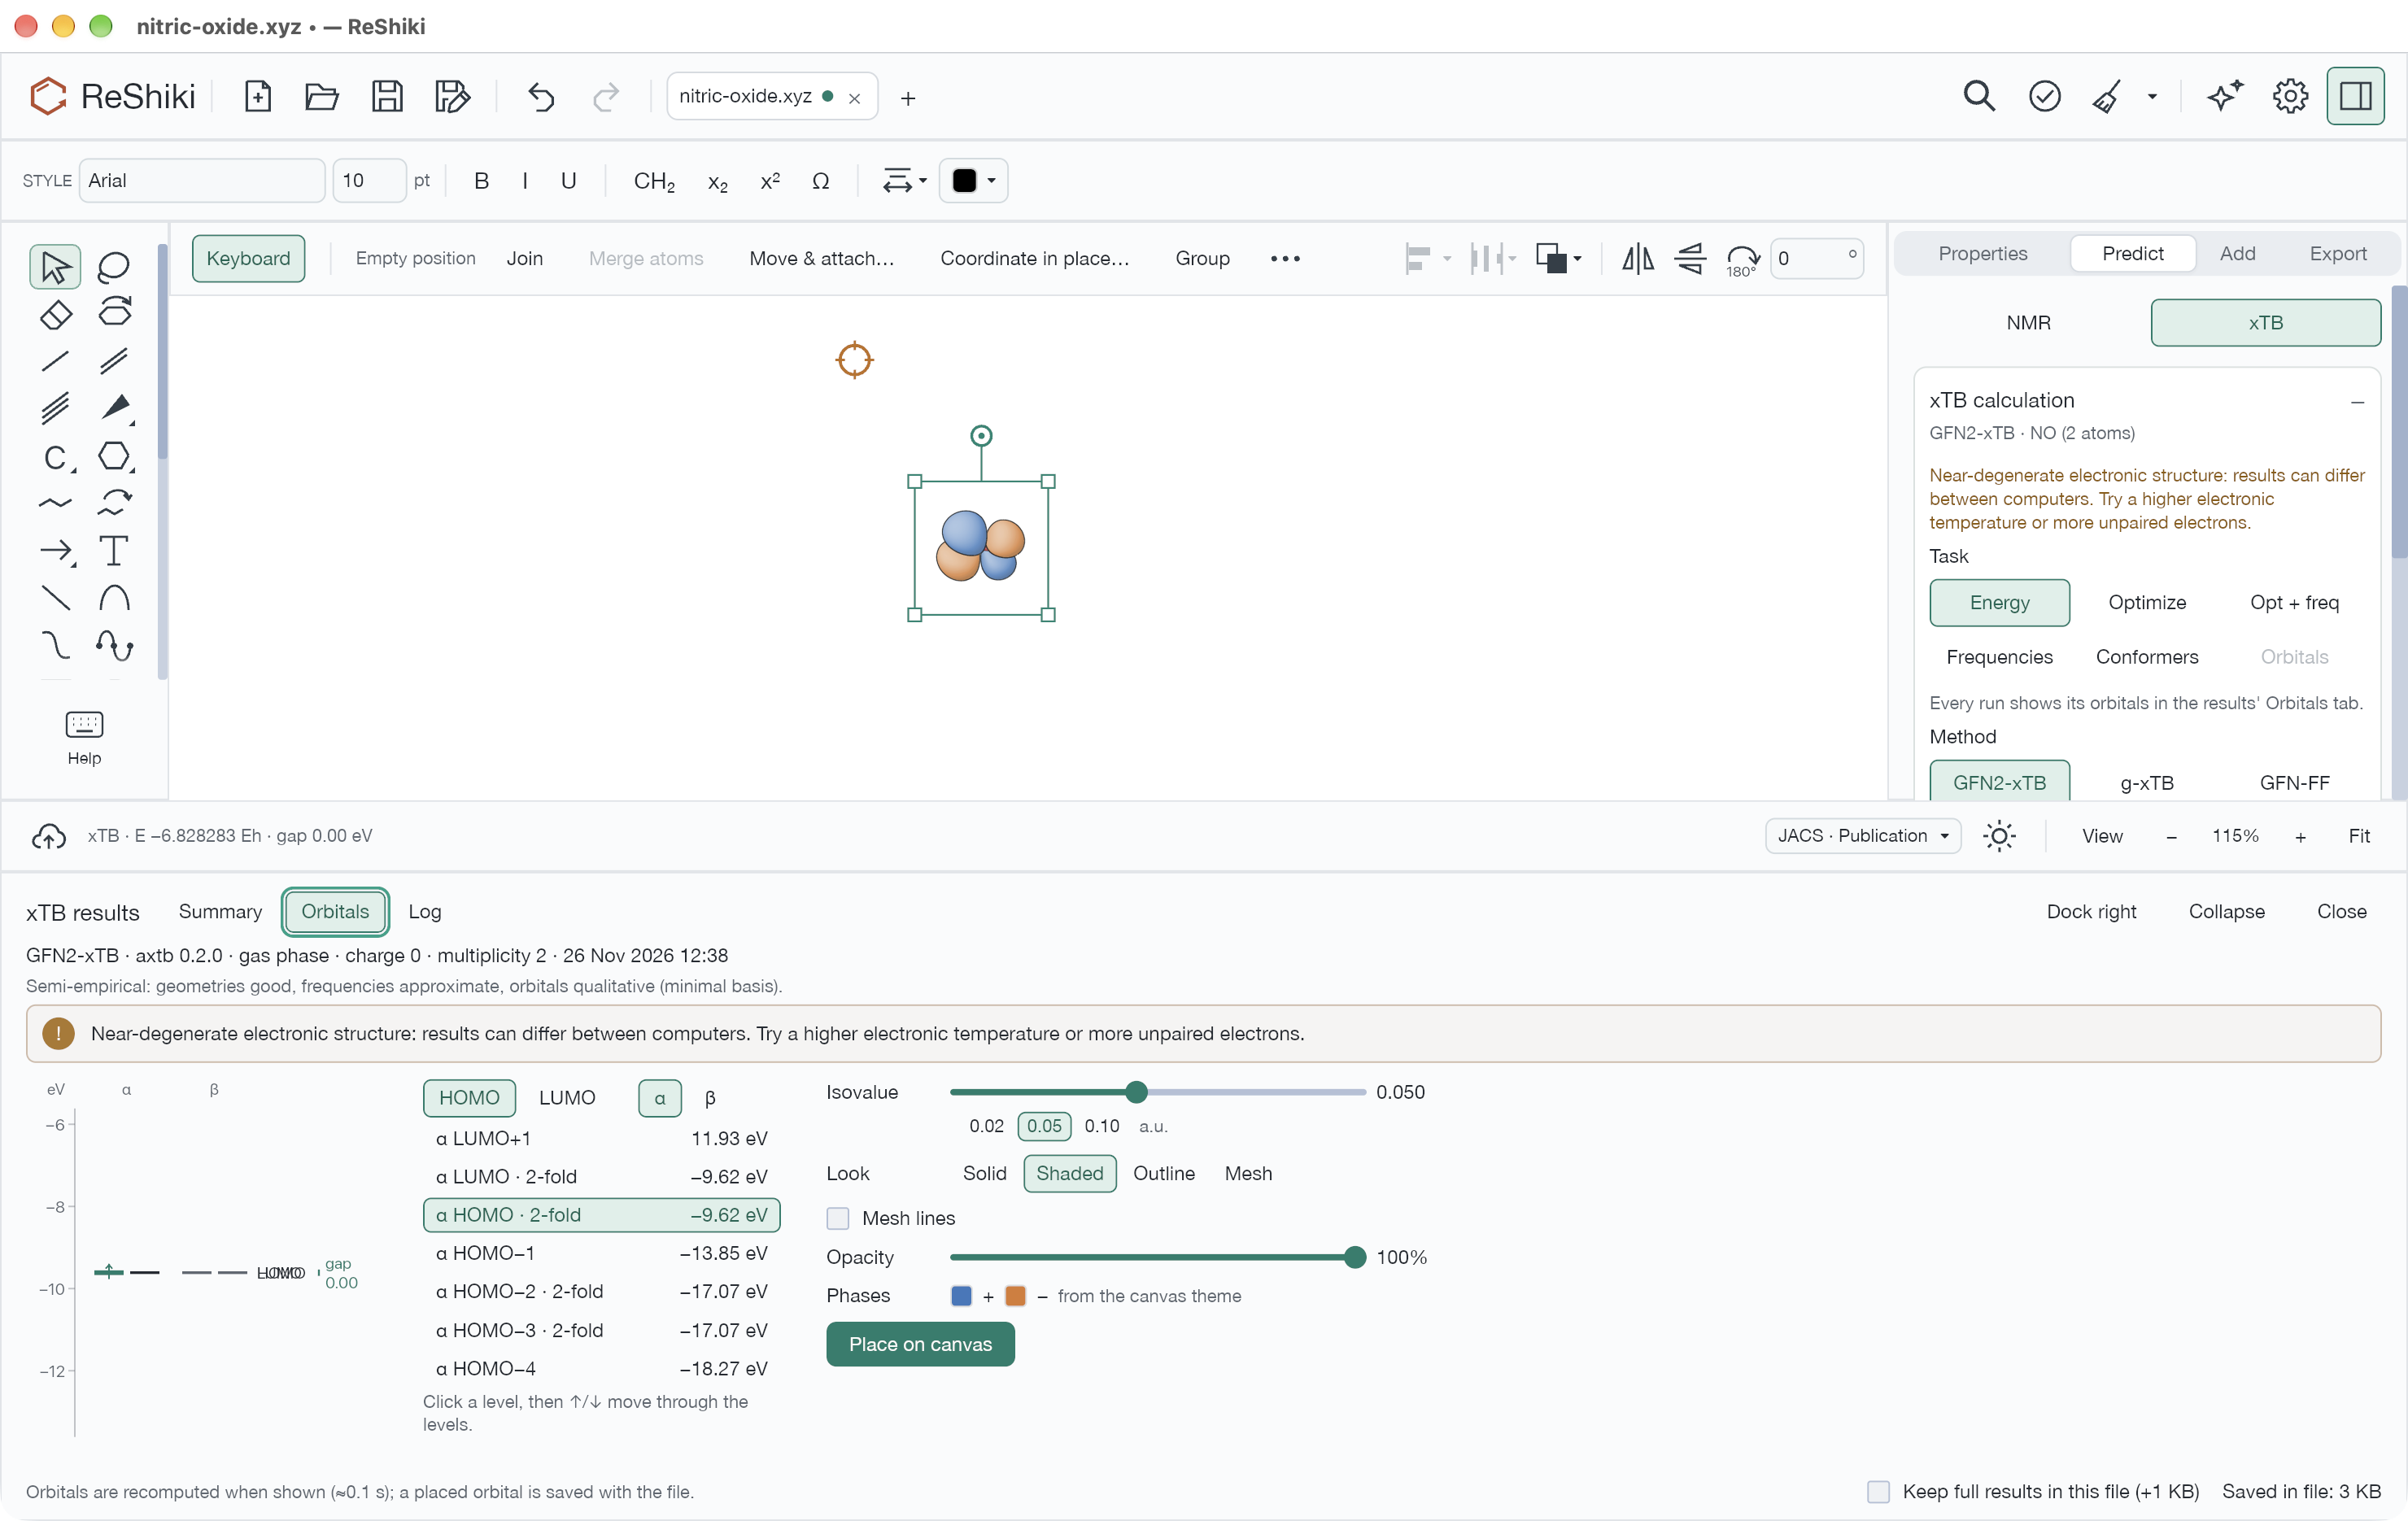 nitric-oxide.xyz • — ReShiki
ReShiki
nitric-oxide.xyz
STYLE Arial 10 pt B I U CH₂ x₂ x² Ω
Keyboard Empty position Join Merge atoms Move & attach... Coordinate in place... Group ••• 180° 0 °
Properties Predict Add Export
NMR xTB
xTB calculation
GFN2-xTB · NO (2 atoms)
Near-degenerate electronic structure: results can differ
between computers. Try a higher electronic
temperature or more unpaired electrons.
Task
Energy Optimize Opt + freq
Frequencies Conformers Orbitals
Every run shows its orbitals in the results' Orbitals tab.
Method
GFN2-xTB g-xTB GFN-FF
C
T
Help
xTB · E −6.828283 Eh · gap 0.00 eV
JACS · Publication View − 115% + Fit
xTB results Summary Orbitals Log Dock right Collapse Close
GFN2-xTB · axtb 0.2.0 · gas phase · charge 0 · multiplicity 2 · 26 Nov 2026 12:38
Semi-empirical: geometries good, frequencies approximate, orbitals qualitative (minimal basis).
! Near-degenerate electronic structure: results can differ between computers. Try a higher electronic temperature or more unpaired electrons.
eV α β
−6
−8
−10
−12
gap
0.00
HOMO LUMO α β
α LUMO+1 11.93 eV
α LUMO · 2-fold −9.62 eV
α HOMO · 2-fold −9.62 eV
α HOMO−1 −13.85 eV
α HOMO−2 · 2-fold −17.07 eV
α HOMO−3 · 2-fold −17.07 eV
α HOMO−4 −18.27 eV
Click a level, then ↑/↓ move through the
levels.
Isovalue 0.050
0.02 0.05 0.10 a.u.
Look Solid Shaded Outline Mesh
Mesh lines
Opacity 100%
Phases + − from the canvas theme
Place on canvas
Orbitals are recomputed when shown (≈0.1 s); a placed orbital is saved with the file.
Keep full results in this file (+1 KB) Saved in file: 3 KB